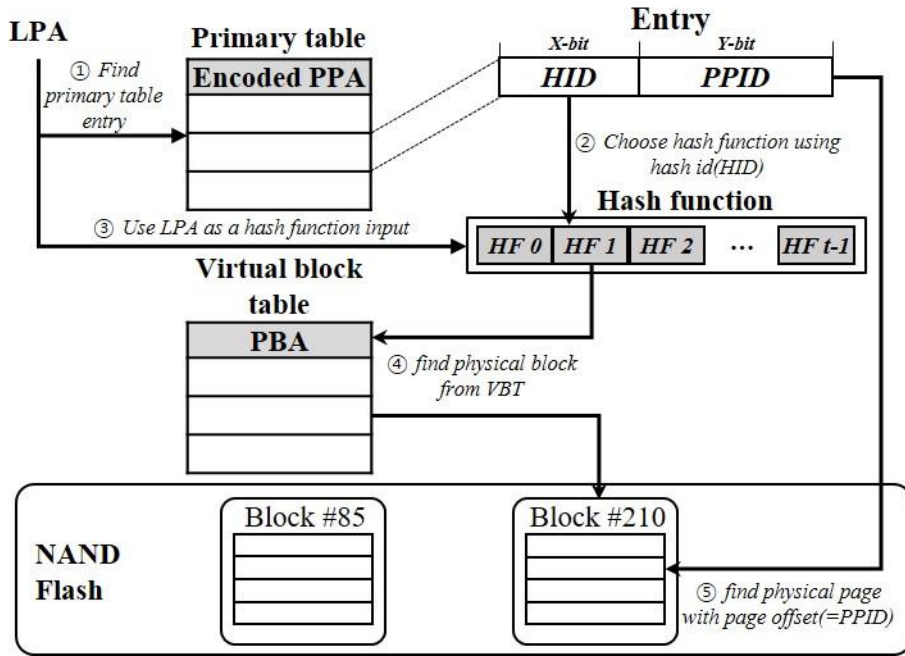 LPA
Primary table
Entry
① Find
primary table
entry
Encoded PPA
X-bit
Y-bit
HID
PPID
② Choose hash function using
hash id(HID)
Hash function
③ Use LPA as a hash function input
HF 0
HF 1
HF 2
...
HF t-1
Virtual block
table
PBA
④ find physical block
from VBT
NAND
Flash
Block #85
Block #210
⑤ find physical page
with page offset(=PPID)